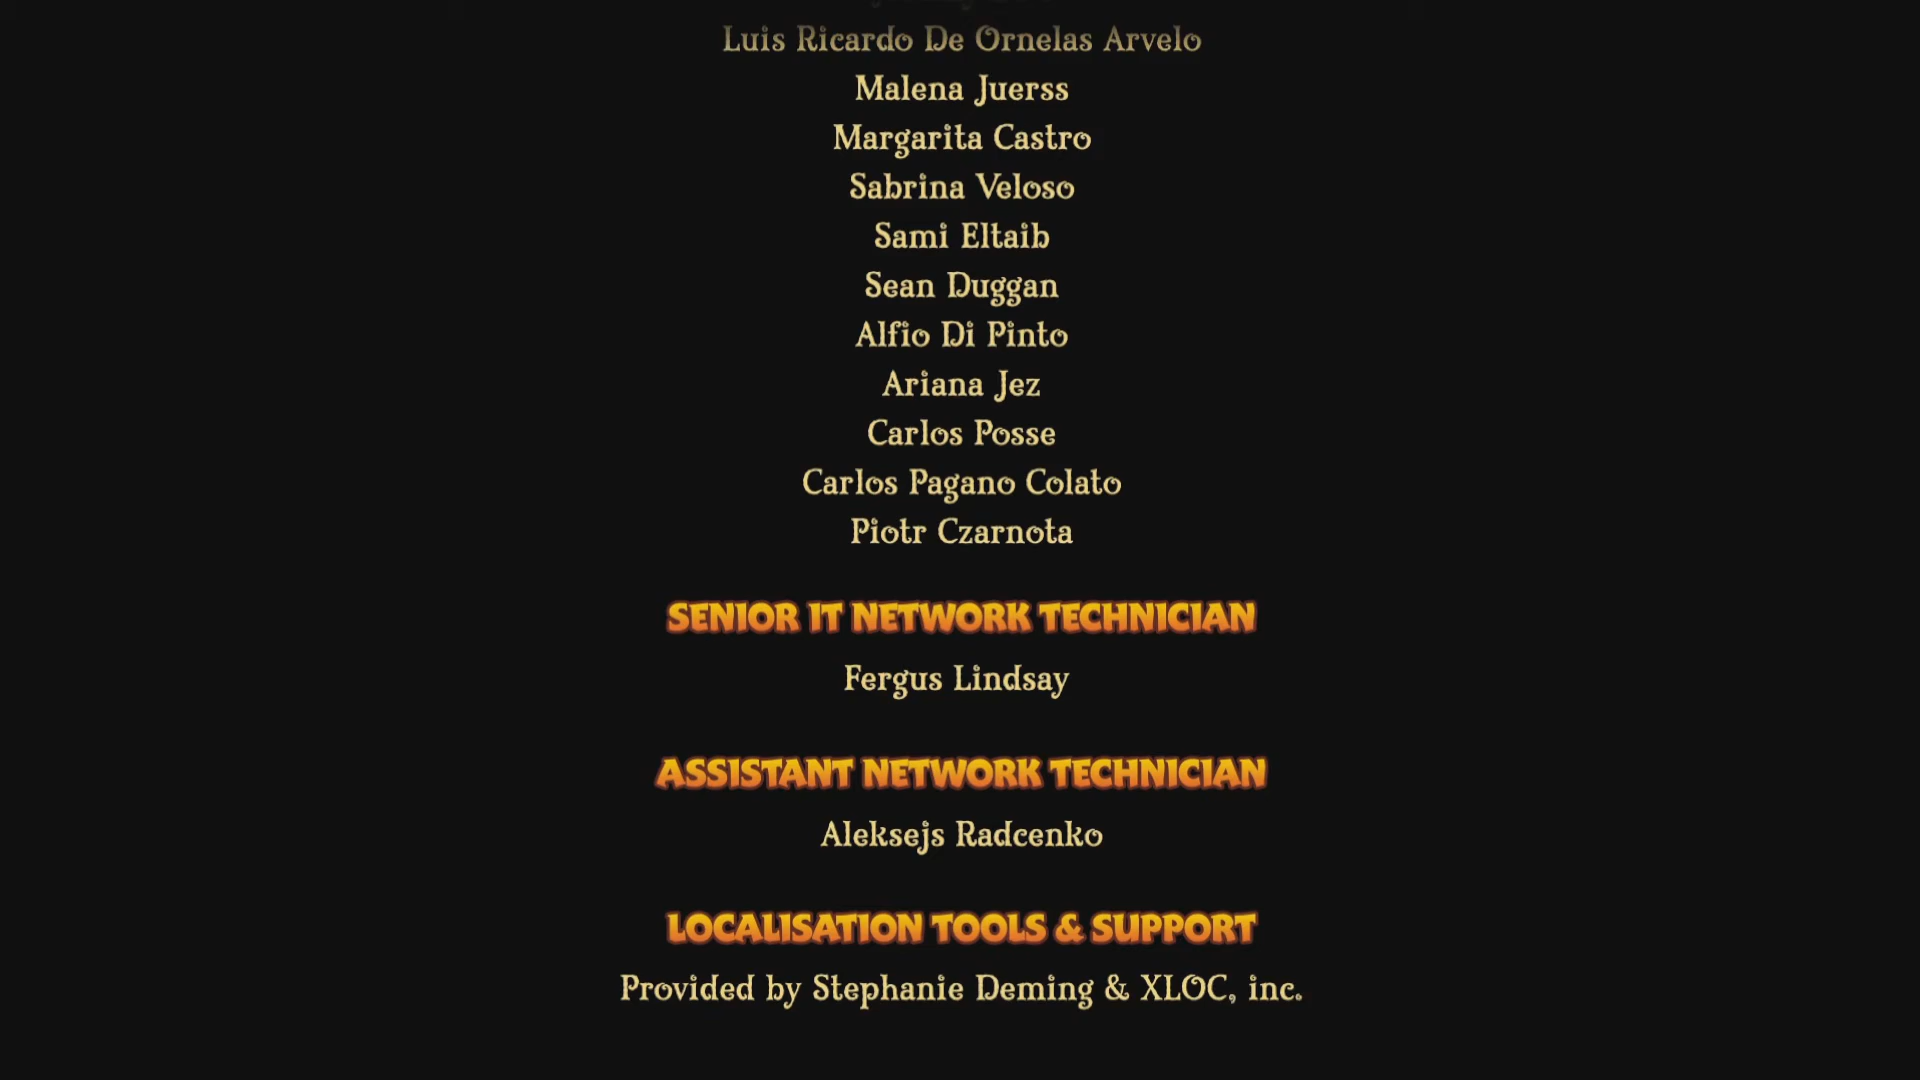 Luis Ricardo De Ornelas Arvelo
Malena Juerss
Margarita Castro
Sabrina Veloso
Sami Eltaib
Sean Duggan
Alfio Di Pinto
Ariana Jez
Carlos Posse
Carlos Pagano Colato
Piotr Czarnota
SENIOR IT NETWORK TECHNICIAN
Fergus Lindsay
ASSISTANT NETWORK TECHNICIAN
Aleksejs Radcenko
LOCALISATION TOOLS & SUPPORT
Provided by Stephanie Deming & XLOC, inc.